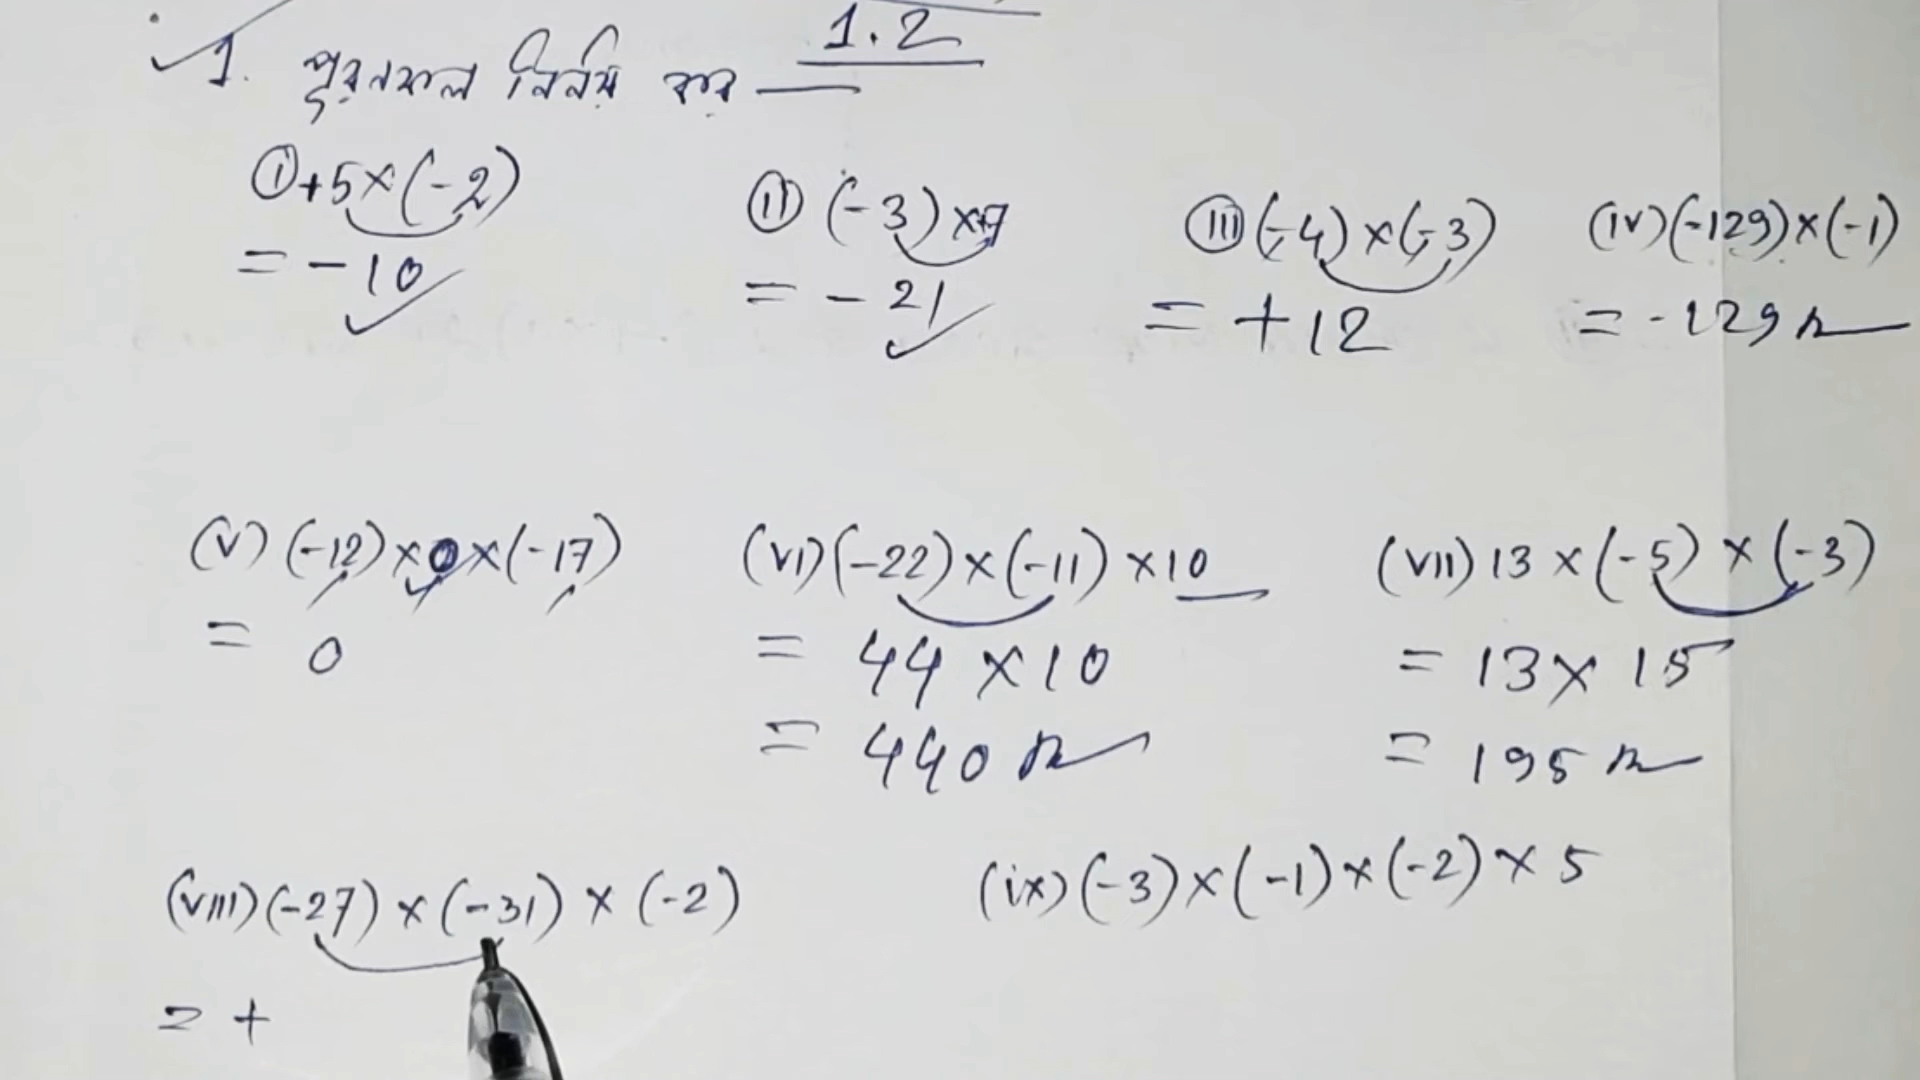 1.2
1. পুরনফল নির্নয় কর —
(i) +5×(-2)
= -10
(ii) (-3) ×+7
= -21
(iii) (-4) × (-3)
= +12
(iv) (-129)×(-1)
= -129
(v) (-12) × 0 × (-17)
= 0
(vi) (-22) × (-11) × 10
= 44 × 10
= 440
(vii) 13 × (-5) × (-3)
= 13 × 15
= 195
(viii) (-27) × (-31) × (-2)
= +
(ix) (-3) × (-1) × (-2) × 5